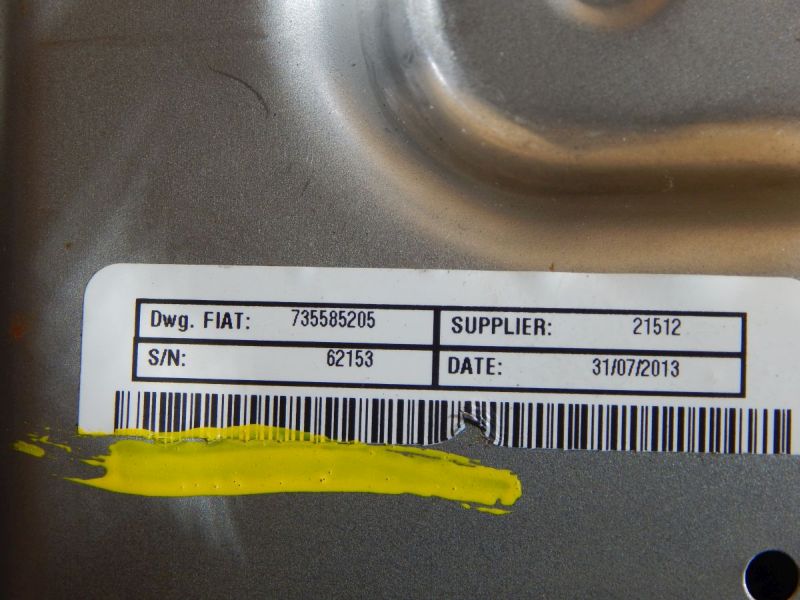 Dwg. FIAT: 735585205 SUPPLIER: 21512
S/N: 62153 DATE: 31/07/2013